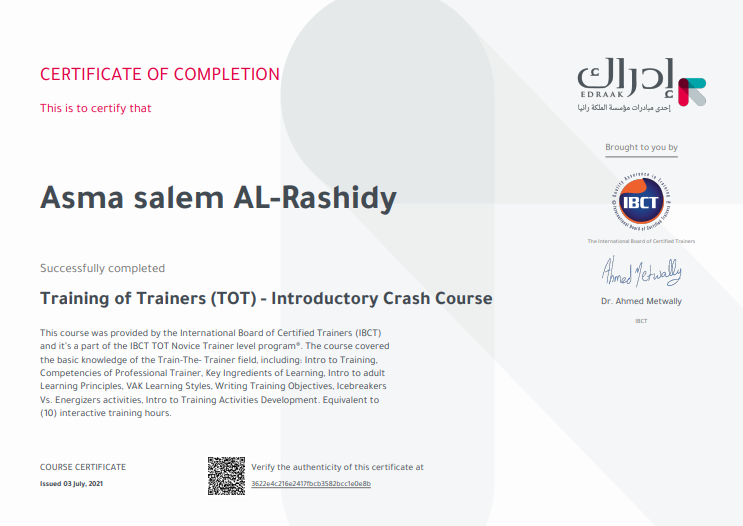 CERTIFICATE OF COMPLETION
This is to certify that
Asma salem AL-Rashidy
Successfully completed
Training of Trainers (TOT) - Introductory Crash Course
This course was provided by the International Board of Certified Trainers (IBCT)
and it's a part of the IBCT TOT Novice Trainer level program®. The course covered
the basic knowledge of the Train-The- Trainer field, including: Intro to Training,
Competencies of Professional Trainer, Key Ingredients of Learning, Intro to adult
Learning Principles, VAK Learning Styles, Writing Training Objectives, Icebreakers
Vs. Energizers activities, Intro to Training Activities Development. Equivalent to
(10) interactive training hours.
COURSE CERTIFICATE
Issued 03 July, 2021
Verify the authenticity of this certificate at
3622e4c216e2417fbcb3582bcc1e0e8b
إدراك
EDRAAK
إحدى مبادرات مؤسسة الملكة رانيا
Brought to you by
Quality Assurance in Training
IBCT
International Board of Certified Trainers
The International Board of Certified Trainers
Ahmed Metwally
Dr. Ahmed Metwally
IBCT